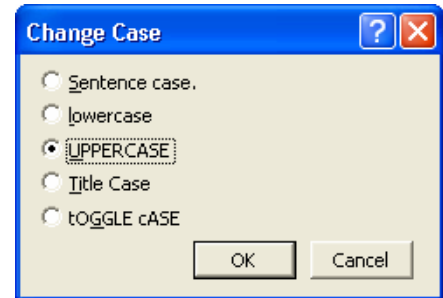 Change Case
Sentence case.
lowercase
UPPERCASE
Title Case
tOGGLE cASE
OK Cancel